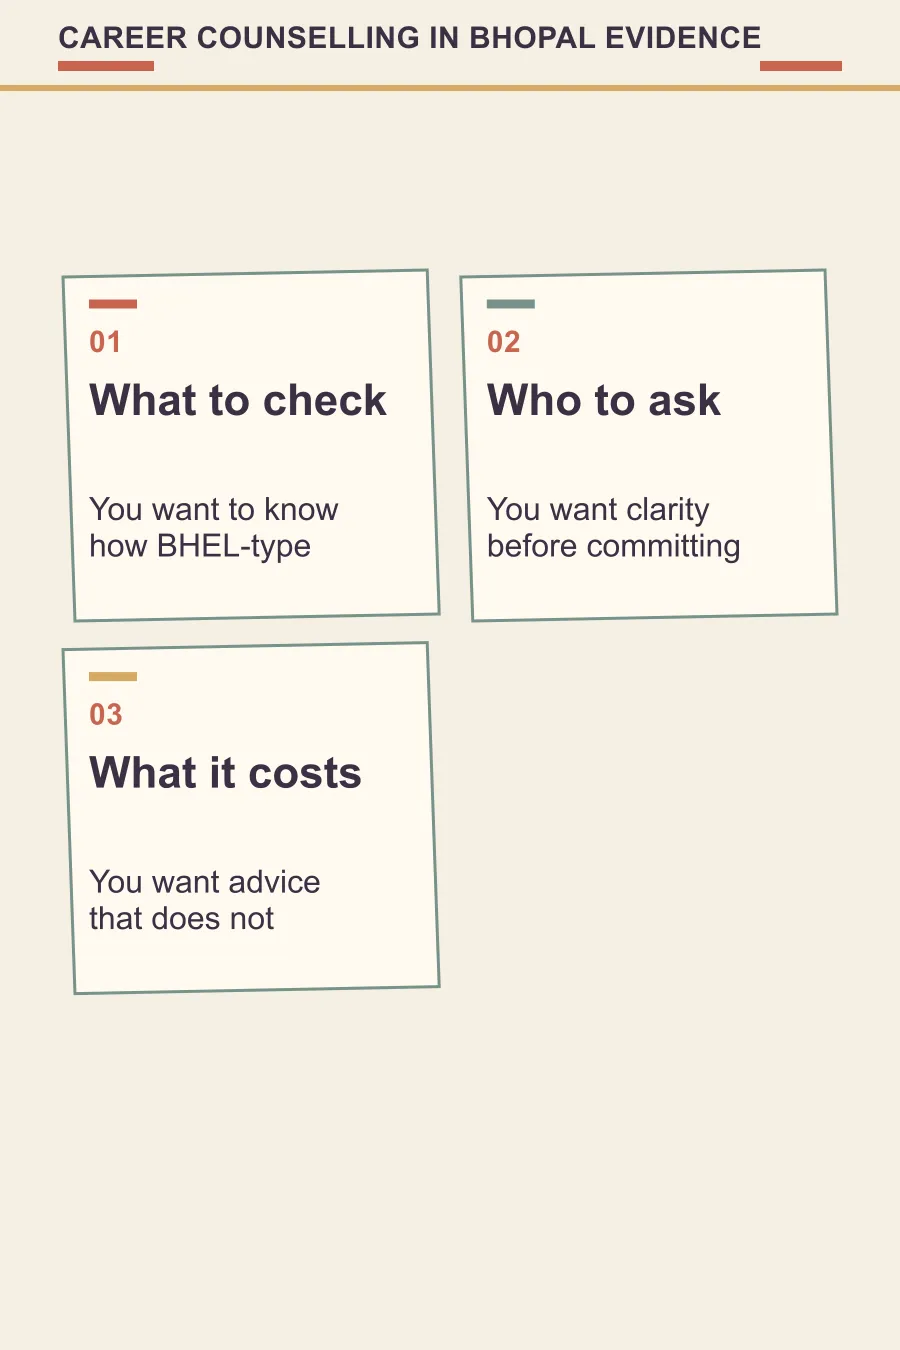 CAREER COUNSELLING IN BHOPAL EVIDENCE
01
What to check
You want to know
how BHEL-type
02
Who to ask
You want clarity
before committing
03
What it costs
You want advice
that does not